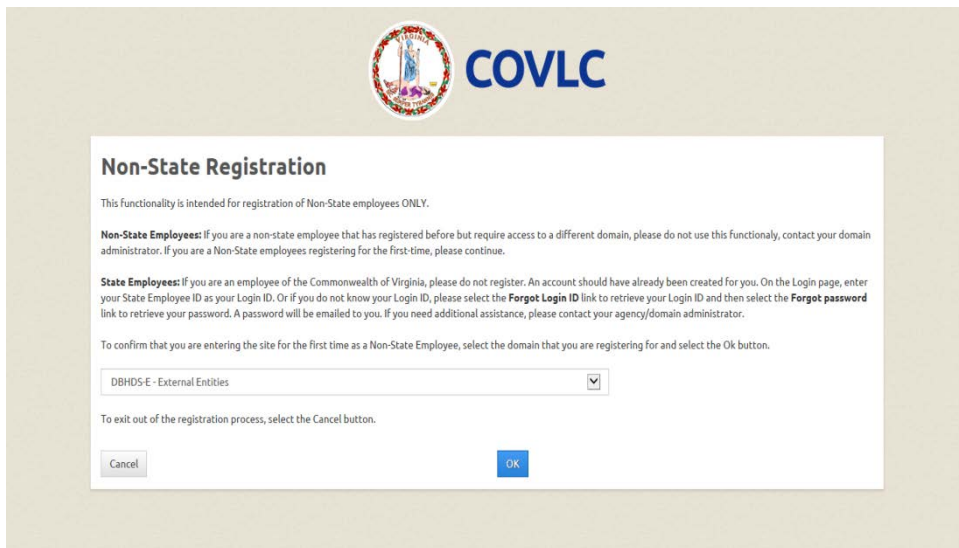 VIRGINIA
COVLC
Non-State Registration
This functionality is intended for registration of Non-State employees ONLY.
Non-State Employees: If you are a non-state employee that has registered before but require access to a different domain, please do not use this functionaly, contact your domain
administrator. If you are a Non-State employees registering for the first-time, please continue.
State Employees: If you are an employee of the Commonwealth of Virginia, please do not register. An account should have already been created for you. On the Login page, enter
your State Employee ID as your Login ID. Or if you do not know your Login ID, please select the Forgot Login ID link to retrieve your Login ID and then select the Forgot password
link to retrieve your password. A password will be emailed to you. If you need additional assistance, please contact your agency/domain administrator.
To confirm that you are entering the site for the first time as a Non-State Employee, select the domain that you are registering for and select the Ok button.
DBHDS-E - External Entities
To exit out of the registration process, select the Cancel button.
Cancel OK